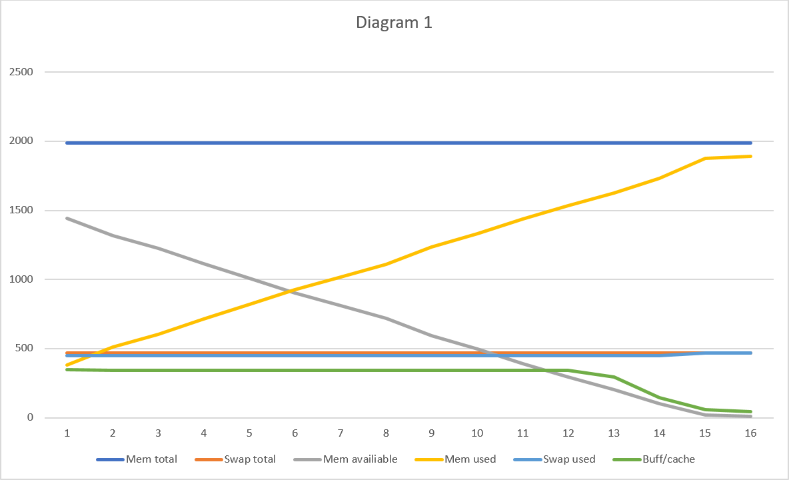 Diagram 1
2500
2000
1500
1000
500
0
1 2 3 4 5 6 7 8 9 10 11 12 13 14 15 16
Mem total Swap total Mem availiable Mem used Swap used Buff/cache